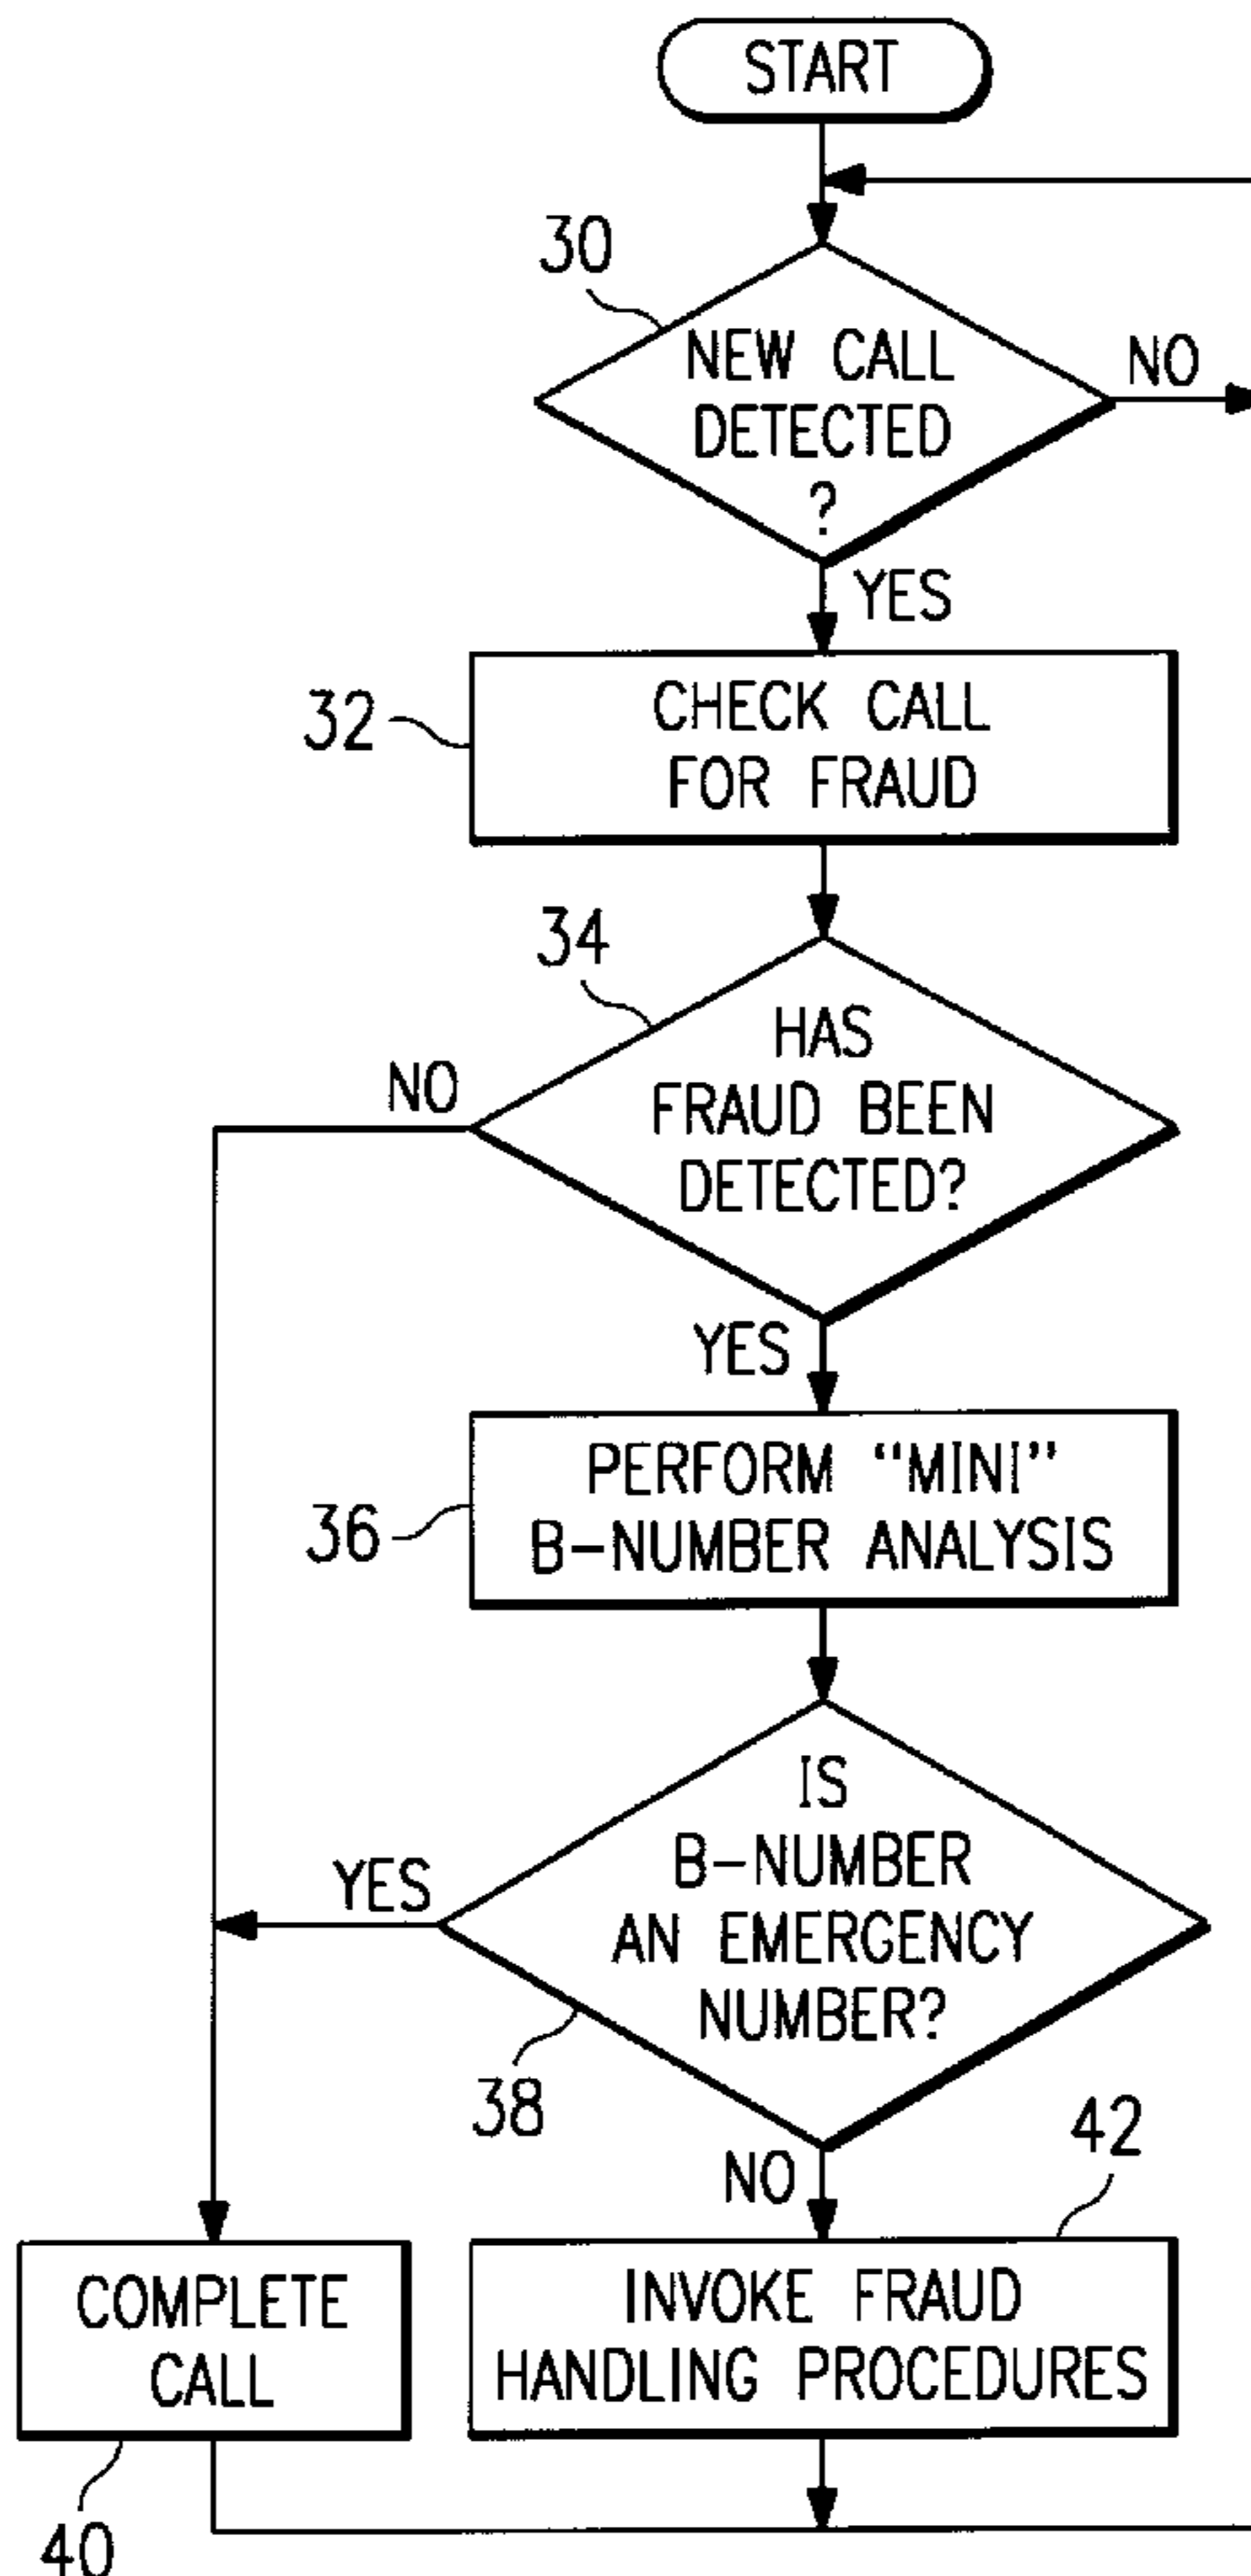 START
30
NEW CALL
DETECTED
?
NO
YES
32
CHECK CALL
FOR FRAUD
34
HAS
FRAUD BEEN
DETECTED?
NO
YES
36
PERFORM “MINI”
B-NUMBER ANALYSIS
IS
B-NUMBER
AN EMERGENCY
NUMBER?
YES
38
NO
42
COMPLETE
CALL
INVOKE FRAUD
HANDLING PROCEDURES
40